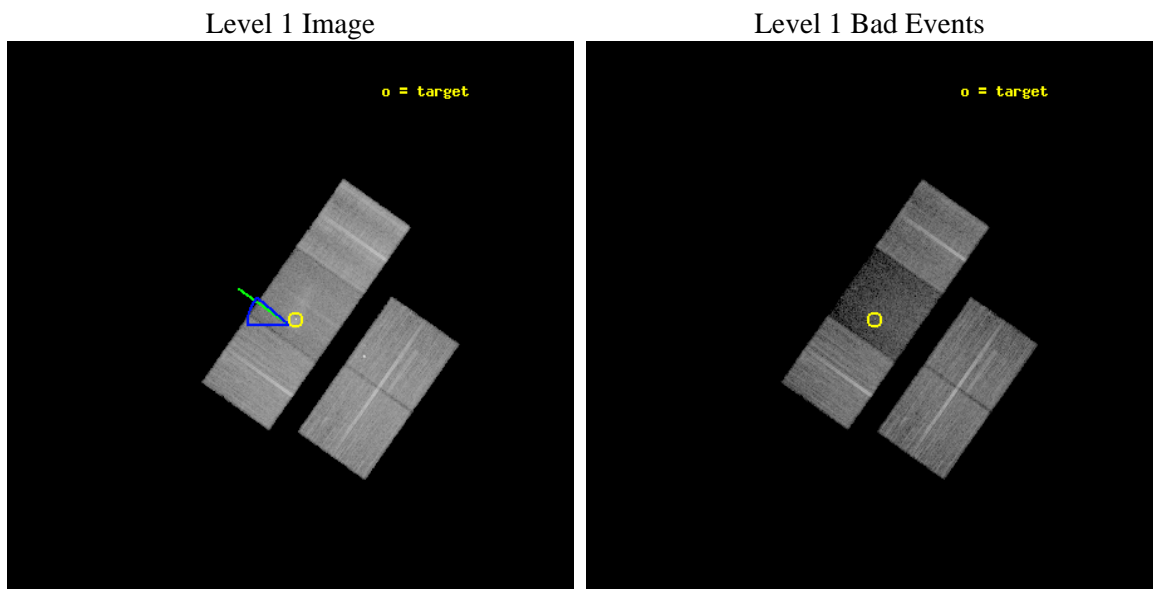 Level 1 Image
Level 1 Bad Events
o = target
o = target